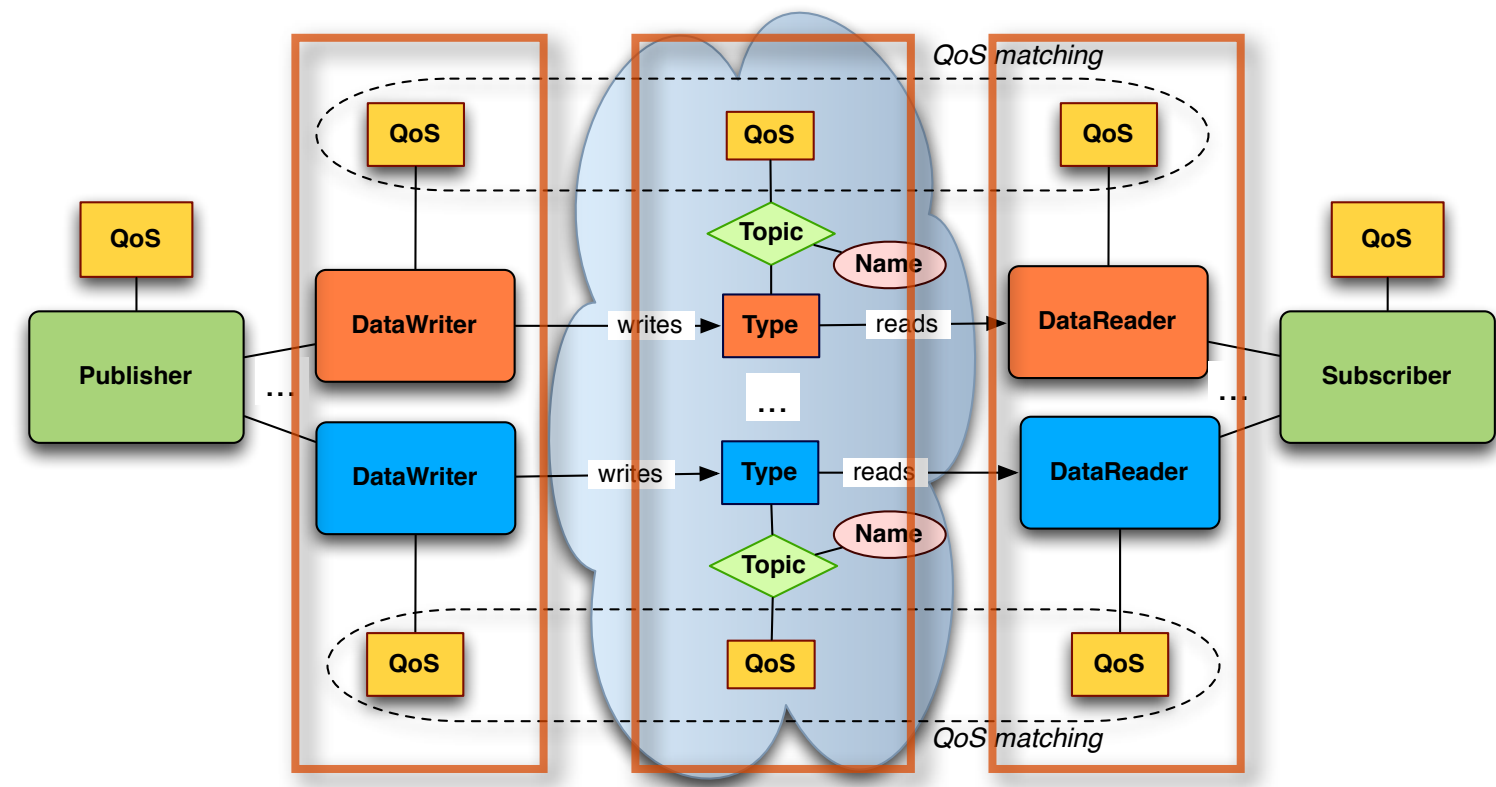 QoS matching
QoS
QoS
QoS
QoS
QoS
Topic
Name
DataWriter
writes
Type
reads
DataReader
Publisher
...
...
...
Subscriber
DataWriter
writes
Type
reads
DataReader
Name
Topic
QoS
QoS
QoS
QoS matching